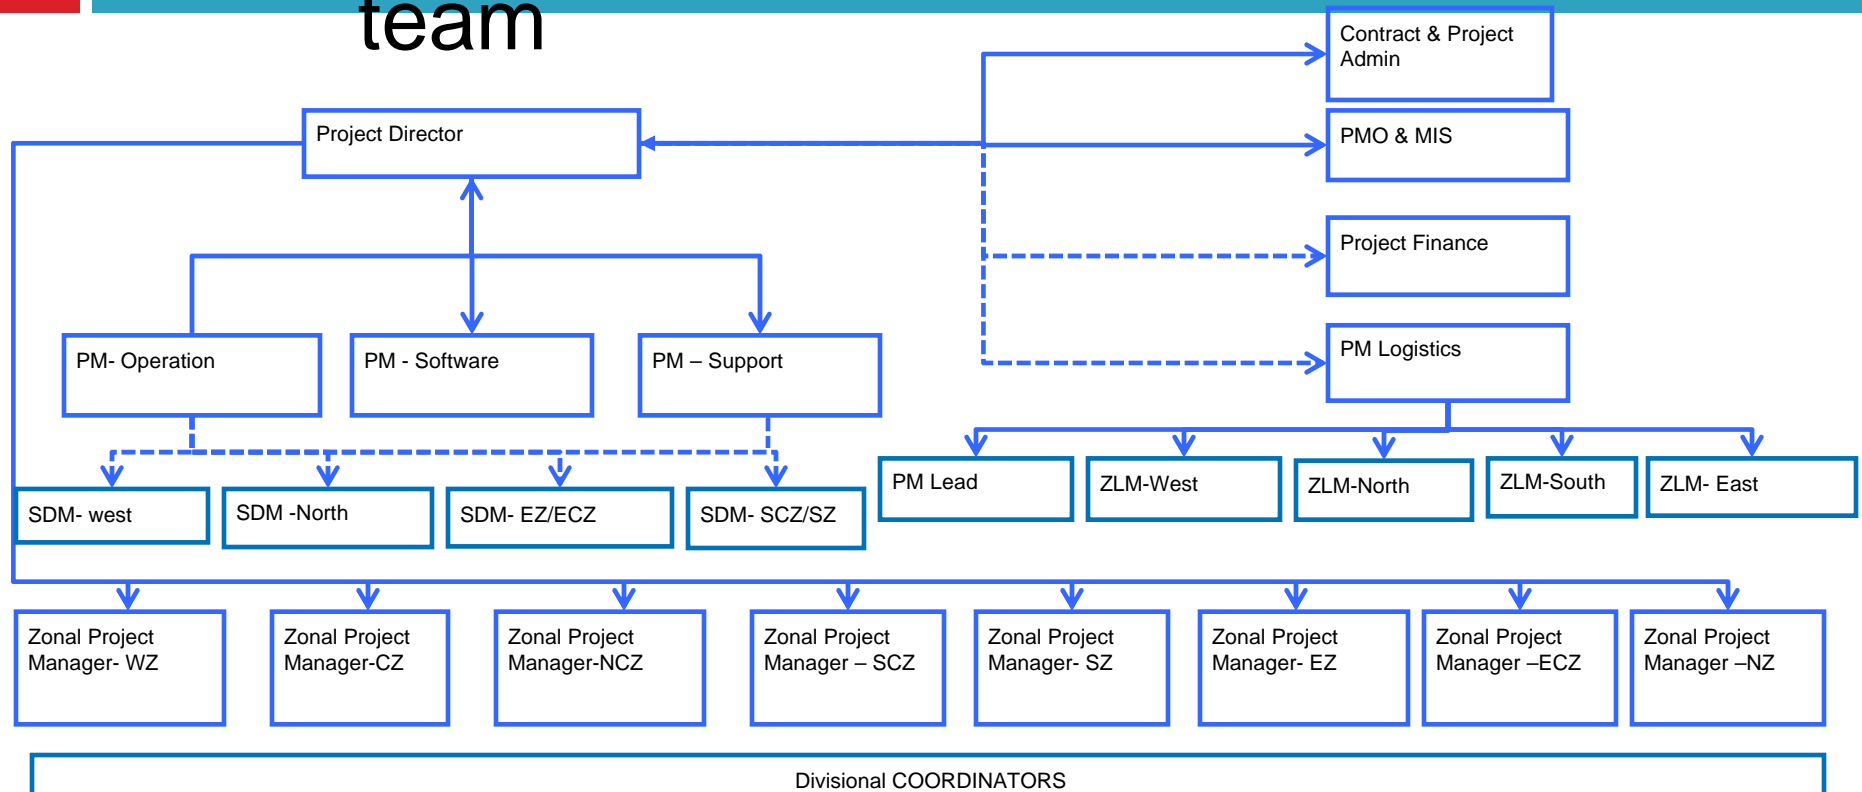 team
Contract & Project
Admin
Project Director
PMO & MIS
Project Finance
PM- Operation
PM - Software
PM – Support
PM Logistics
SDM- west
SDM -North
SDM- EZ/ECZ
SDM- SCZ/SZ
PM Lead
ZLM-West
ZLM-North
ZLM-South
ZLM- East
Zonal Project
Manager- WZ
Zonal Project
Manager-CZ
Zonal Project
Manager-NCZ
Zonal Project
Manager – SCZ
Zonal Project
Manager- SZ
Zonal Project
Manager- EZ
Zonal Project
Manager –ECZ
Zonal Project
Manager –NZ
Divisional COORDINATORS